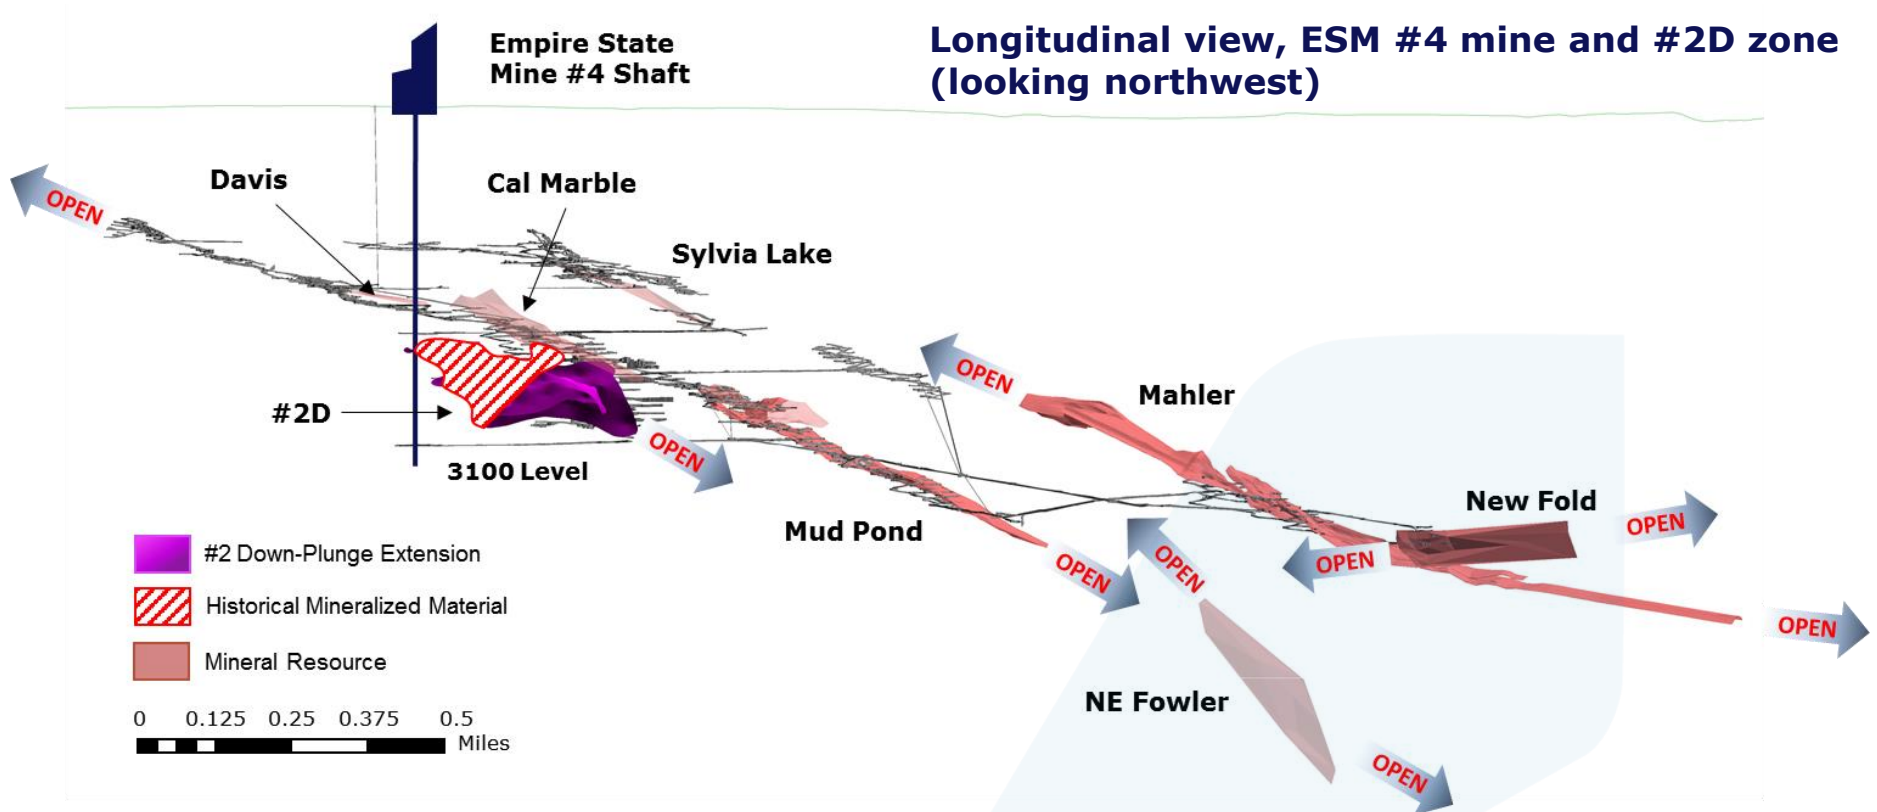 Empire State
Mine #4 Shaft
Longitudinal view, ESM #4 mine and #2D zone
(looking northwest)
OPEN
Davis
Cal Marble
Sylvia Lake
OPEN
Mahler
#2D
OPEN
3100 Level
New Fold
OPEN
Mud Pond
OPEN
OPEN
OPEN
OPEN
NE Fowler
OPEN
#2 Down-Plunge Extension
Historical Mineralized Material
Mineral Resource
0 0.125 0.25 0.375 0.5
Miles